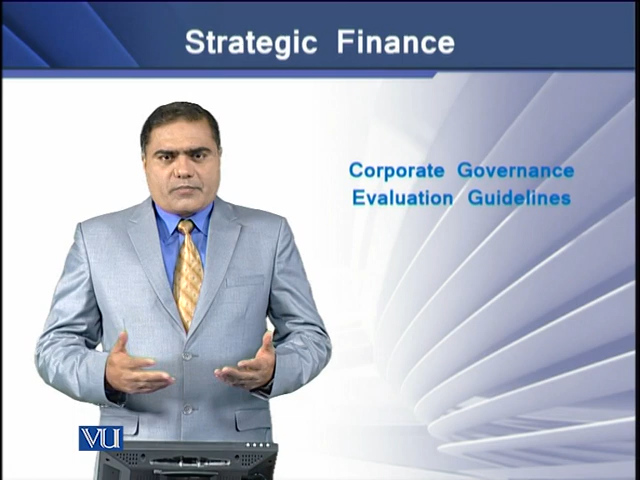 Strategic Finance
Corporate Governance
Evaluation Guidelines
VU